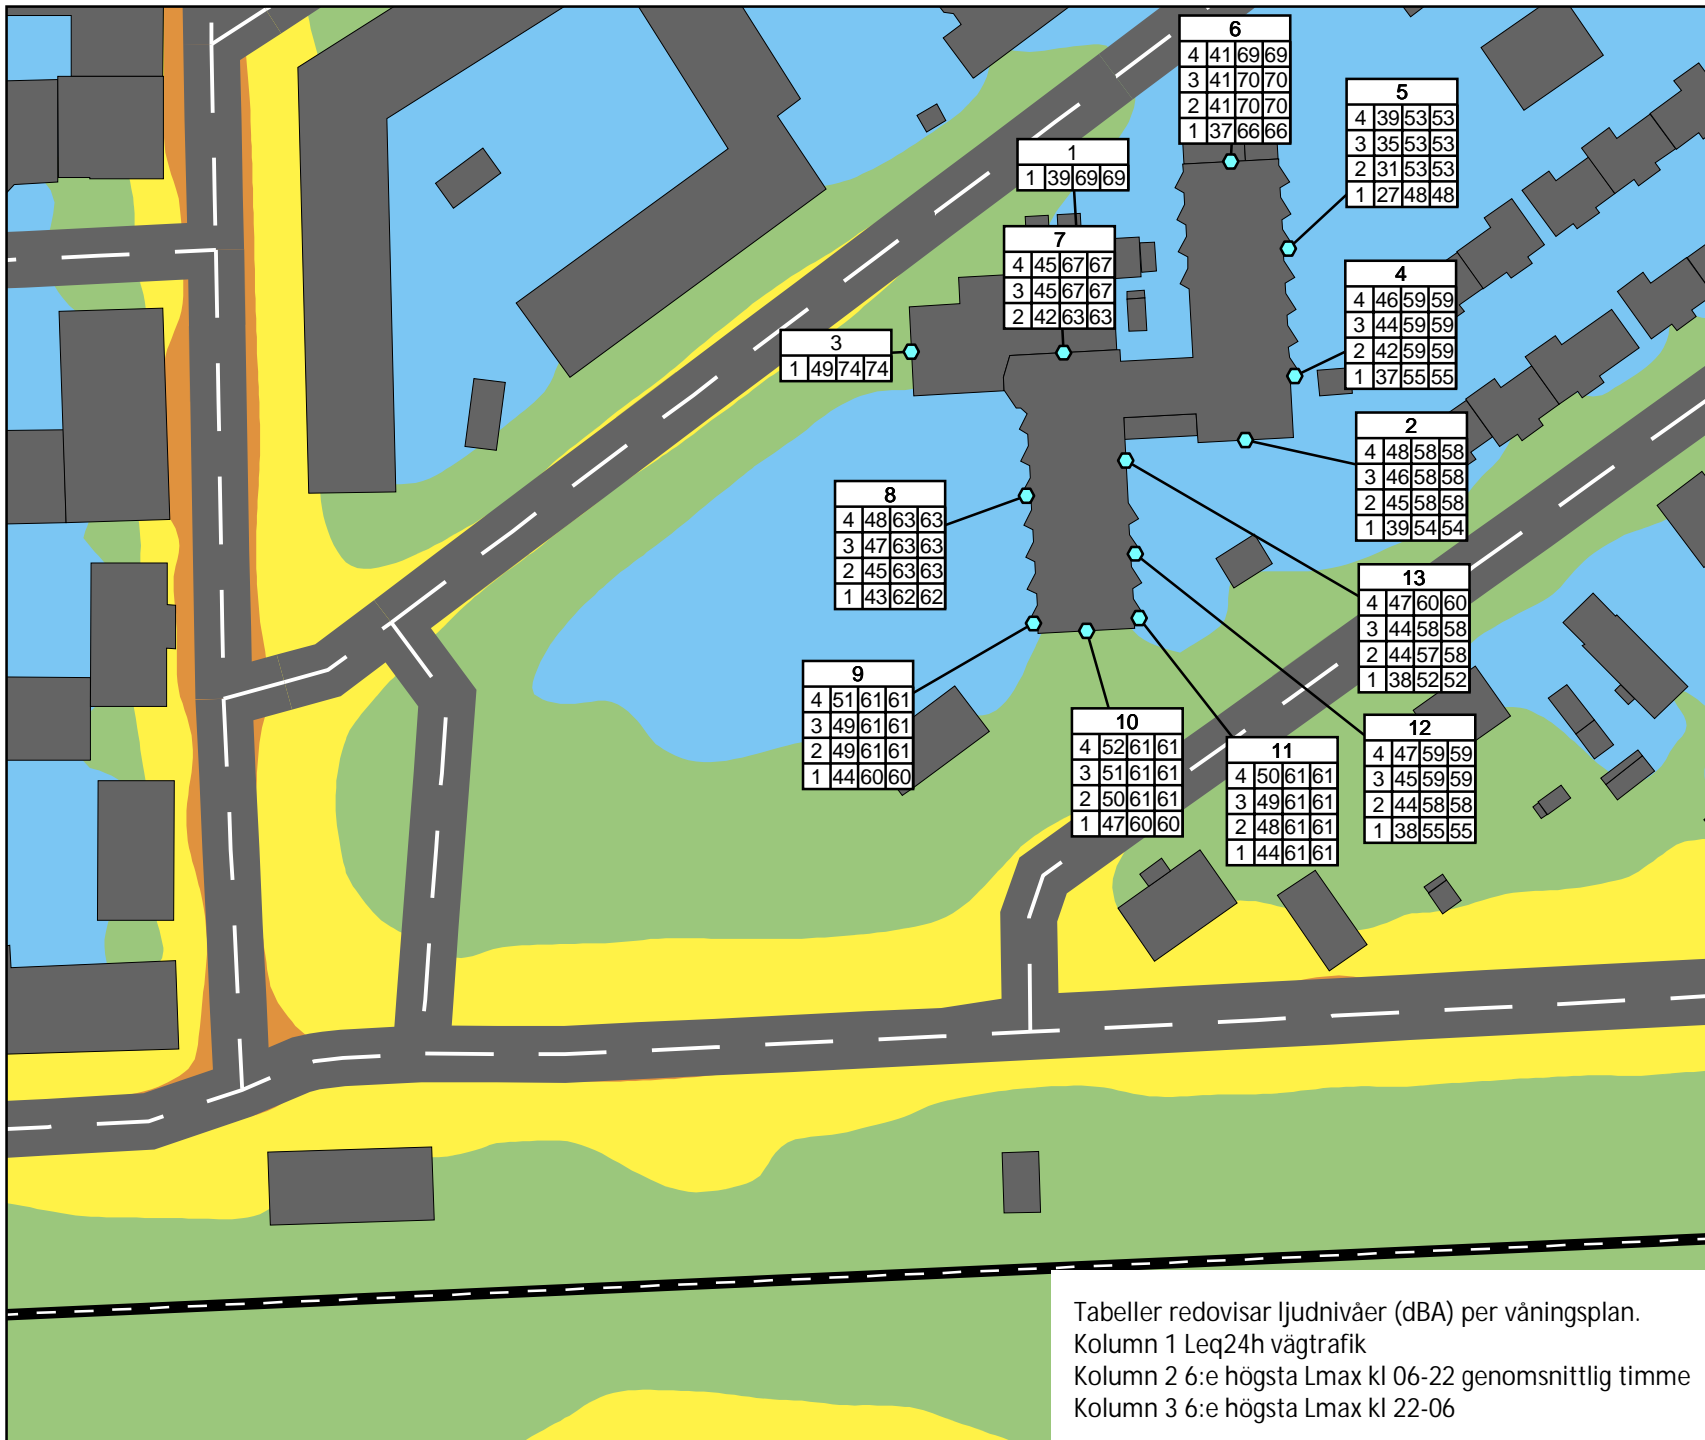 6
4 41 69 69
3 41 70 70
2 41 70 70
1 37 66 66
5
4 39 53 53
3 35 53 53
2 31 53 53
1 27 48 48
1
1 39 69 69
7
4 45 67 67
3 45 67 67
2 42 63 63
4
4 46 59 59
3 44 59 59
2 42 59 59
1 37 55 55
3
1 49 74 74
2
4 48 58 58
3 46 58 58
2 45 58 58
1 39 54 54
8
4 48 63 63
3 47 63 63
2 45 63 63
1 43 62 62
13
4 47 60 60
3 44 58 58
2 44 57 58
1 38 52 52
9
4 51 61 61
3 49 61 61
2 49 61 61
1 44 60 60
10
4 52 61 61
3 51 61 61
2 50 61 61
1 47 60 60
11
4 50 61 61
3 49 61 61
2 48 61 61
1 44 61 61
12
4 47 59 59
3 45 59 59
2 44 58 58
1 38 55 55
Tabeller redovisar ljudnivåer (dBA) per våningsplan.
Kolumn 1 Leq24h vägtrafik
Kolumn 2 6:e högsta Lmax kl 06-22 genomsnittlig timme
Kolumn 3 6:e högsta Lmax kl 22-06